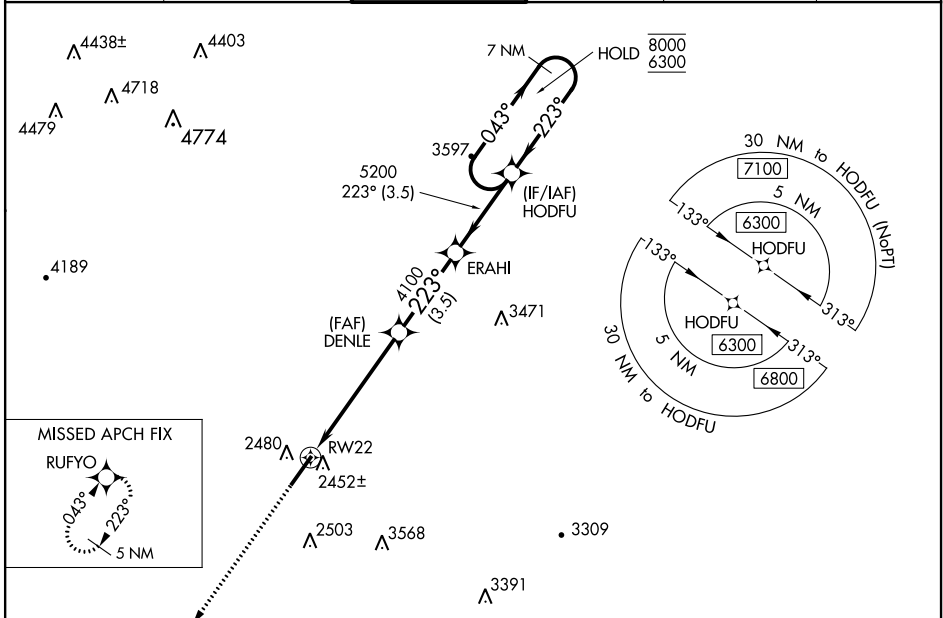 4438±
4403
4718
4479
4774
7 NM
HOLD
8000
6300
043°
223°
3597
5200
223° (3.5)
(IF/IAF)
HODFU
ERAHI
4189
4100
223°
(3.5)
(FAF)
DENLE
3471
30 NM to HODFU (NoPT)
7100
5 NM
6300
133°
HODFU
313°
133°
HODFU
6300
313°
5 NM
6800
30 NM to HODFU
MISSED APCH FIX
RUFYO
043°
223°
5 NM
2480
RW22
2452±
2503
3568
3309
3391